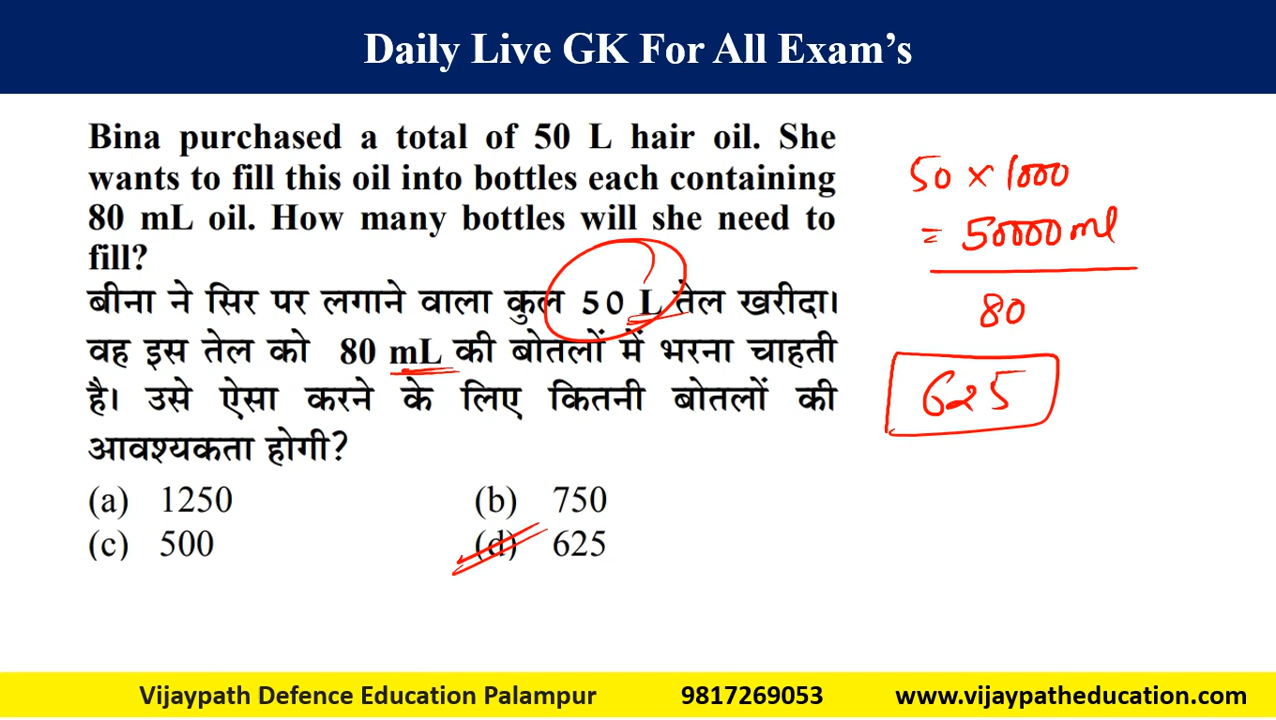 Daily Live GK For All Exam's
Bina purchased a total of 50 L hair oil. She
wants to fill this oil into bottles each containing
80 mL oil. How many bottles will she need to
fill?
बीना ने सिर पर लगाने वाला कुल 50 L तेल खरीदा।
वह इस तेल को 80 mL की बोतलों में भरना चाहती
है। उसे ऐसा करने के लिए कितनी बोतलों की
आवश्यकता होगी?
(a) 1250 (b) 750
(c) 500 (d) 625
50 × 1000
= 50000 ml
80
625
Vijaypath Defence Education Palampur 9817269053 www.vijaypatheducation.com